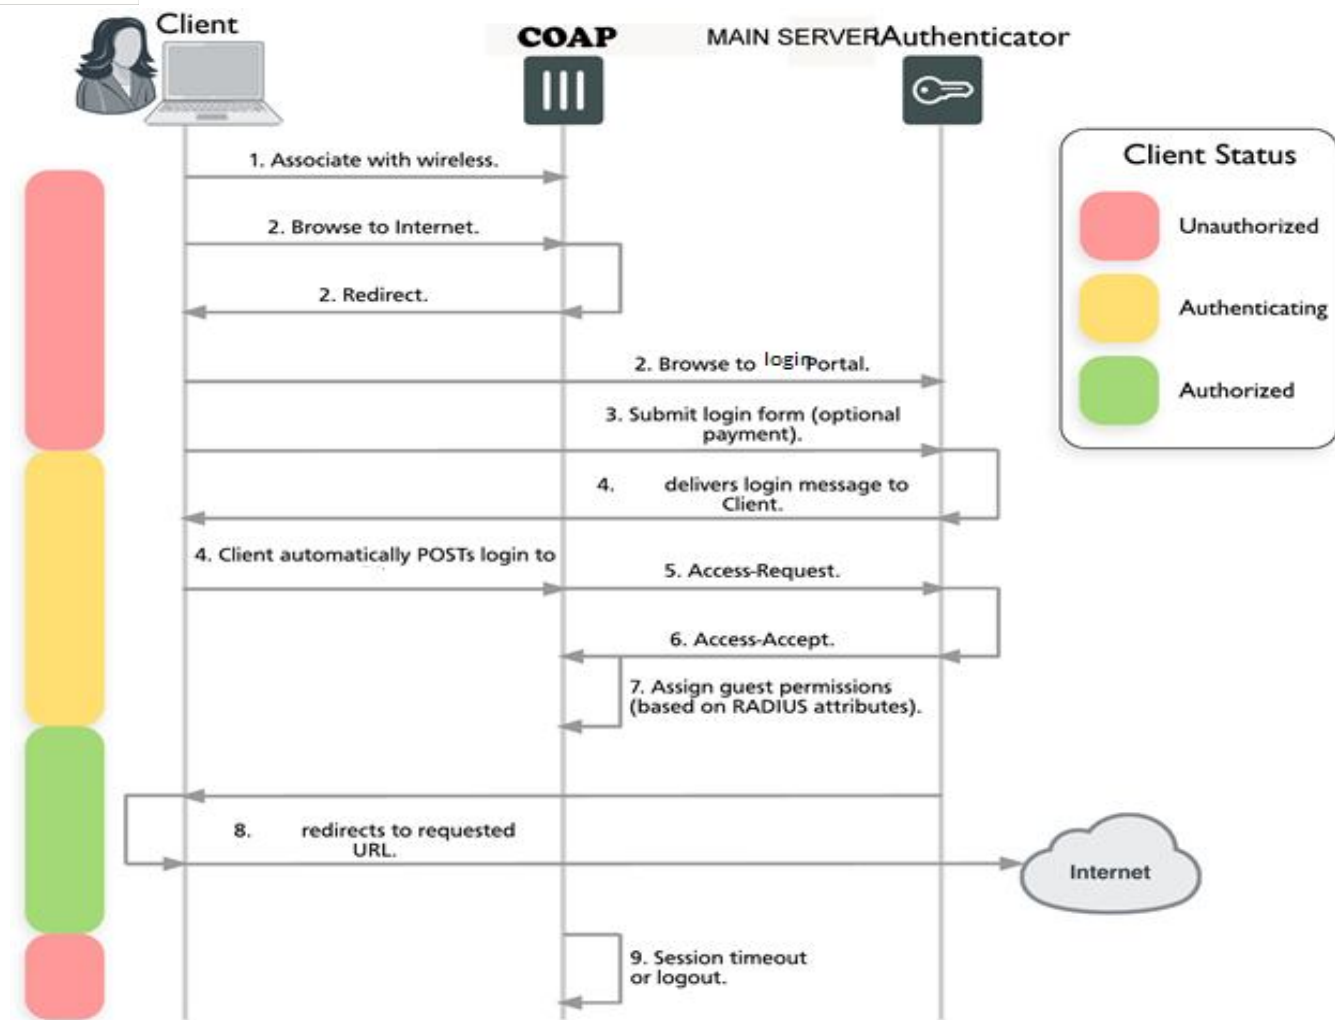 Client
COAP
MAIN SERVER\Authenticator
1. Associate with wireless.
2. Browse to Internet.
2. Redirect.
2. Browse to login Portal.
3. Submit login form (optional
payment).
4. delivers login message to
Client.
4. Client automatically POSTs login to
5. Access-Request.
6. Access-Accept.
7. Assign guest permissions
(based on RADIUS attributes).
8. redirects to requested
URL.
Internet
9. Session timeout
or logout.
Client Status
Unauthorized
Authenticating
Authorized